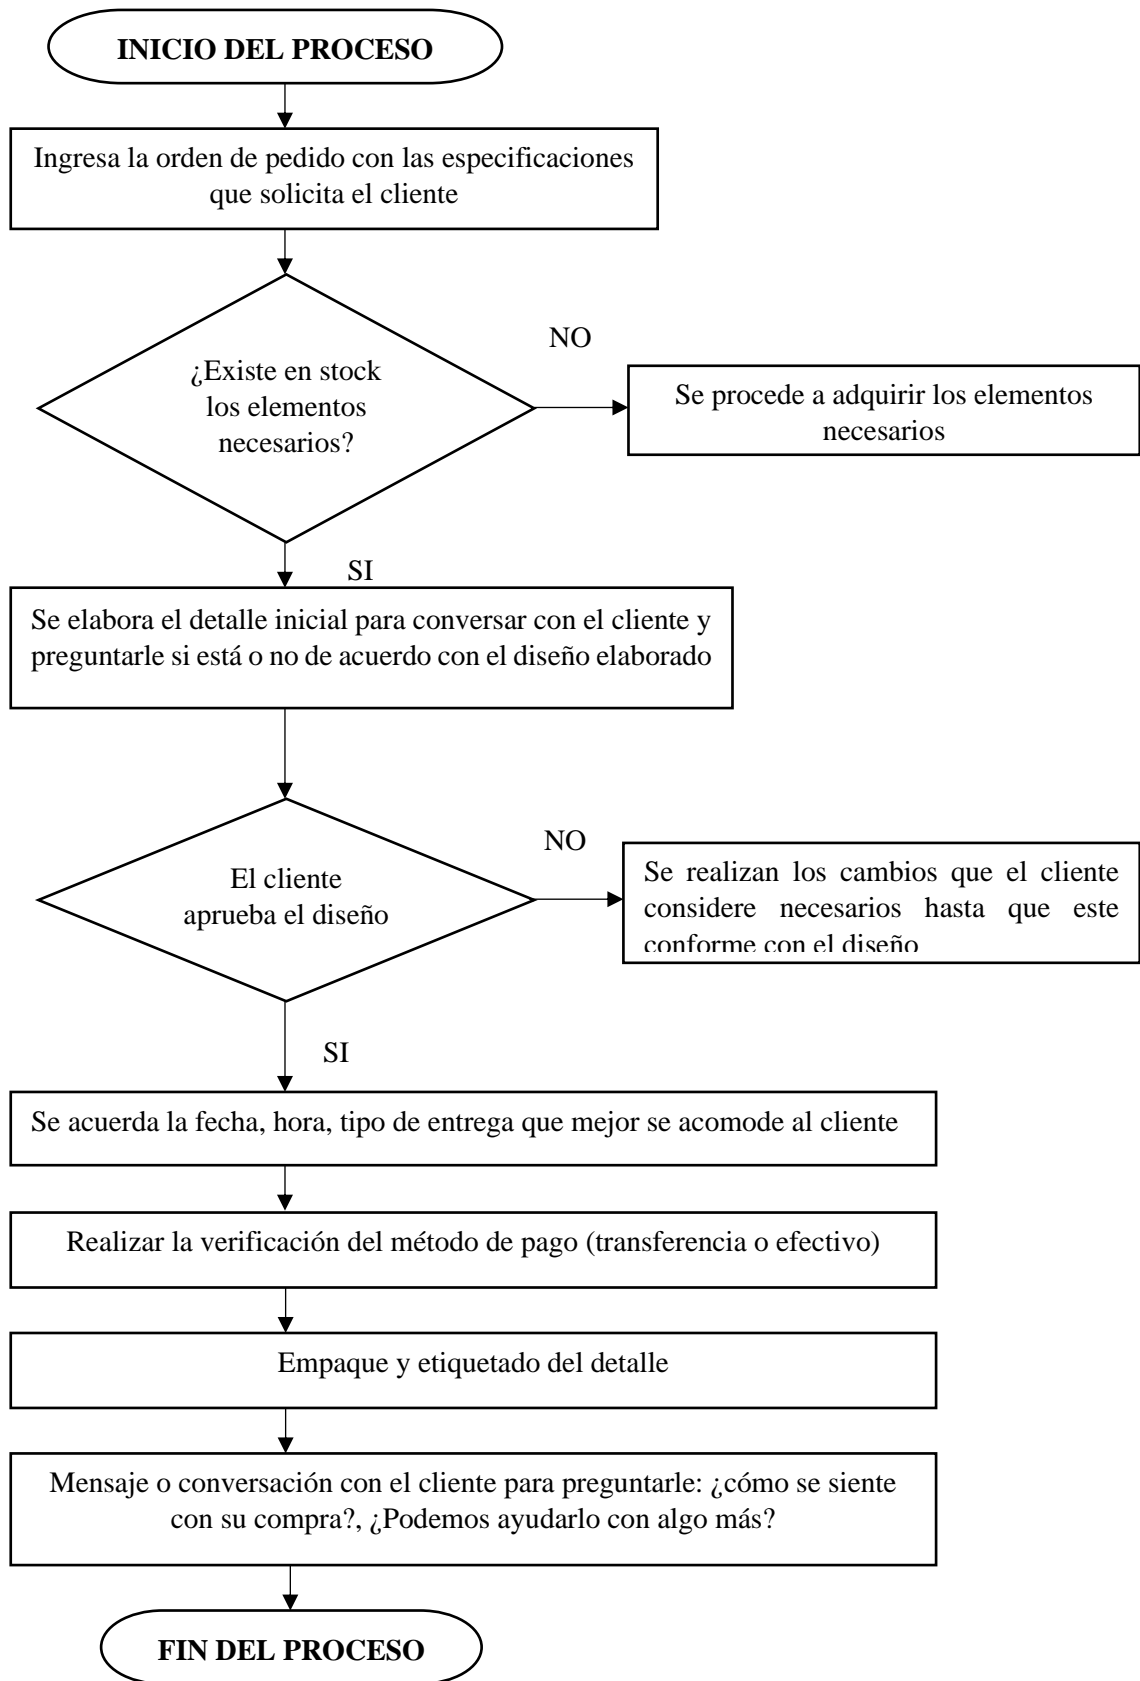 INICIO DEL PROCESO
Ingresa la orden de pedido con las especificaciones
que solicita el cliente
NO
¿Existe en stock
los elementos
necesarios?
Se procede a adquirir los elementos
necesarios
SI
Se elabora el detalle inicial para conversar con el cliente y
preguntarle si está o no de acuerdo con el diseño elaborado
NO
El cliente
aprueba el diseño
Se realizan los cambios que el cliente
considere necesarios hasta que este
conforme con el diseño
SI
Se acuerda la fecha, hora, tipo de entrega que mejor se acomode al cliente
Realizar la verificación del método de pago (transferencia o efectivo)
Empaque y etiquetado del detalle
Mensaje o conversación con el cliente para preguntarle: ¿cómo se siente
con su compra?, ¿Podemos ayudarlo con algo más?
FIN DEL PROCESO